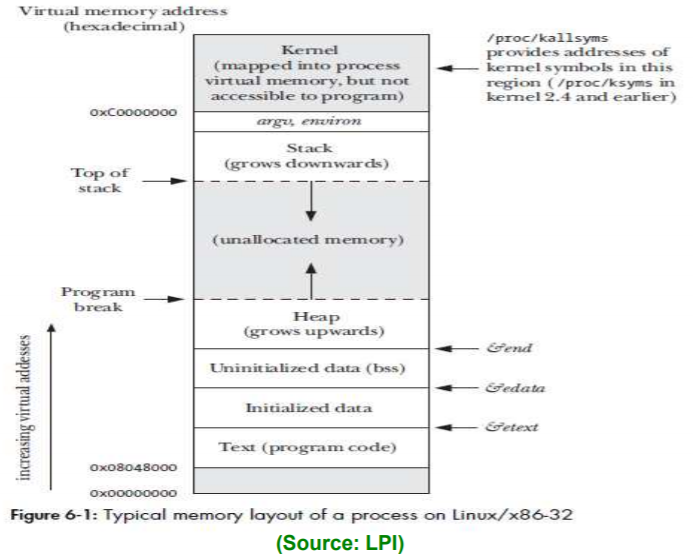 Virtual memory address
(hexadecimal)
Kernel
(mapped into process
virtual memory, but not
accessible to program)
/proc/kallsyms
provides addresses of
kernel symbols in this
region (/proc/ksyms in
kernel 2.4 and earlier)
0xC0000000
argv, environ
Stack
(grows downwards)
Top of
stack
(unallocated memory)
Program
break
Heap
(grows upwards)
&end
Uninitialized data (bss)
&edata
Initialized data
&etext
Text (program code)
increasing virtual addesses
0x08048000
0x00000000
Figure 6-1: Typical memory layout of a process on Linux/x86-32
(Source: LPI)